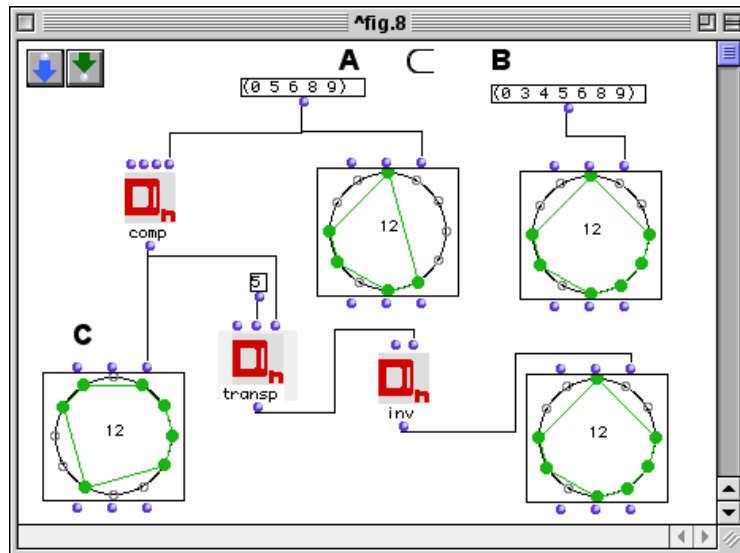 ^fig.8
A ⊂ B
(0 5 6 8 9)
(0 3 4 5 6 8 9)
comp
12
12
5
C
transp
inv
12
12